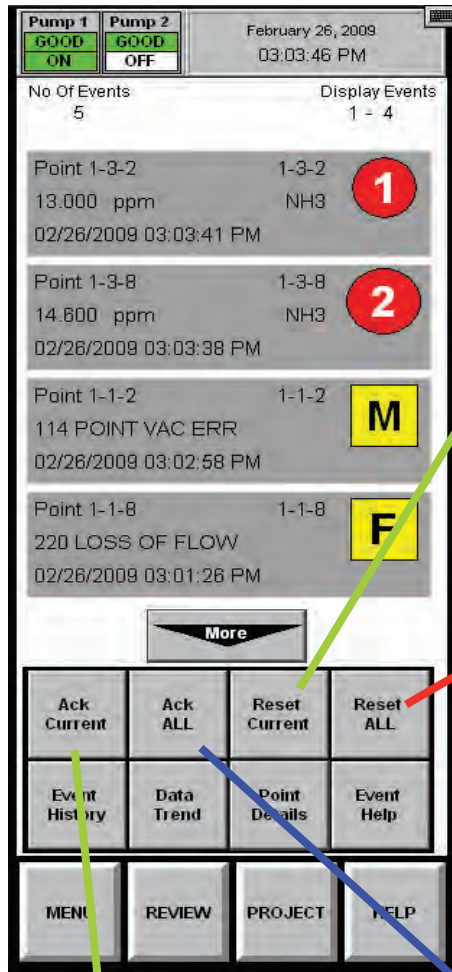 Pump 1 Pump 2
GOOD GOOD
ON OFF
February 26, 2009
03:03:46 PM
No Of Events Display Events
5 1 - 4
Point 1-3-2 1-3-2 1
13.000 ppm NH3
02/26/2009 03:03:41 PM
Point 1-3-8 1-3-8 2
14.600 ppm NH3
02/26/2009 03:03:38 PM
Point 1-1-2 1-1-2 M
114 POINT VAC ERR
02/26/2009 03:02:58 PM
Point 1-1-8 1-1-8 F
220 LOSS OF FLOW
02/26/2009 03:01:26 PM
More
Ack Ack Reset Reset
Current ALL Current ALL
Event Data Point Event
History Trend Details Help
MENU REVIEW PROJECT HELP